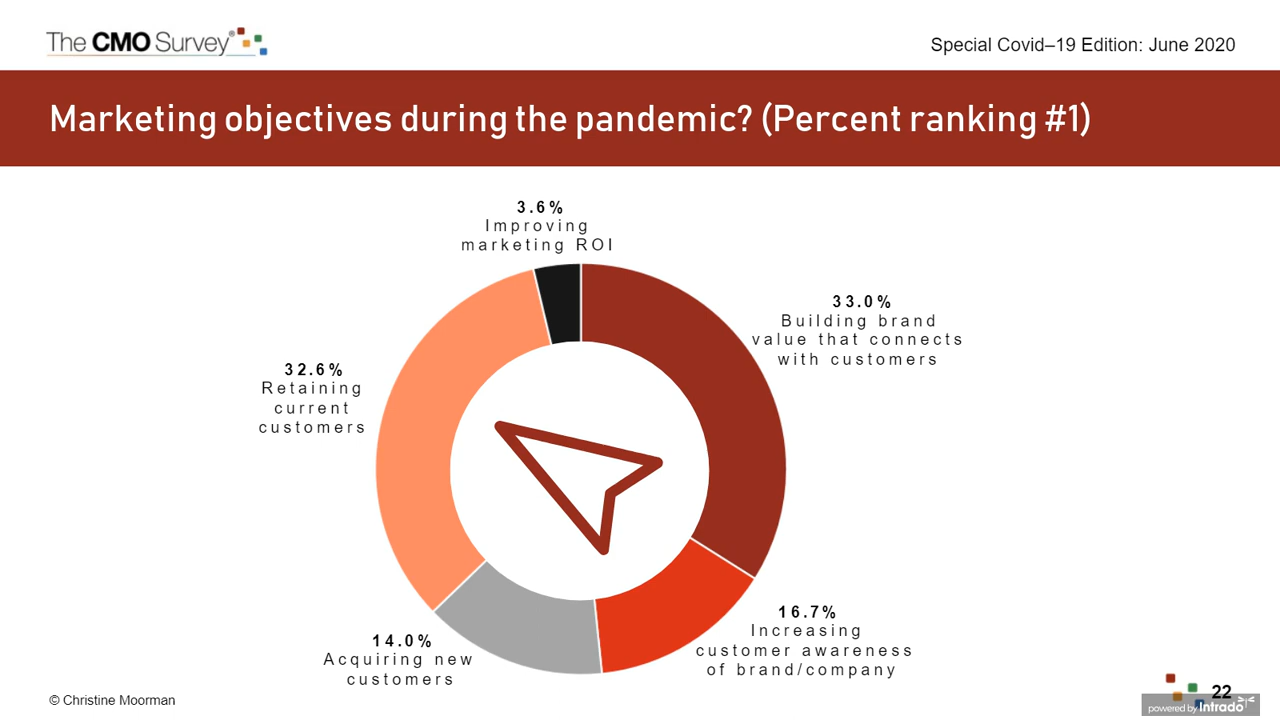 The CMO Survey®
Special Covid–19 Edition: June 2020
Marketing objectives during the pandemic? (Percent ranking #1)
3.6%
Improving
marketing ROI
33.0%
Building brand
value that connects
with customers
32.6%
Retaining
current
customers
16.7%
Increasing
customer awareness
of brand/company
14.0%
Acquiring new
customers
© Christine Moorman
22
powered by Intrado